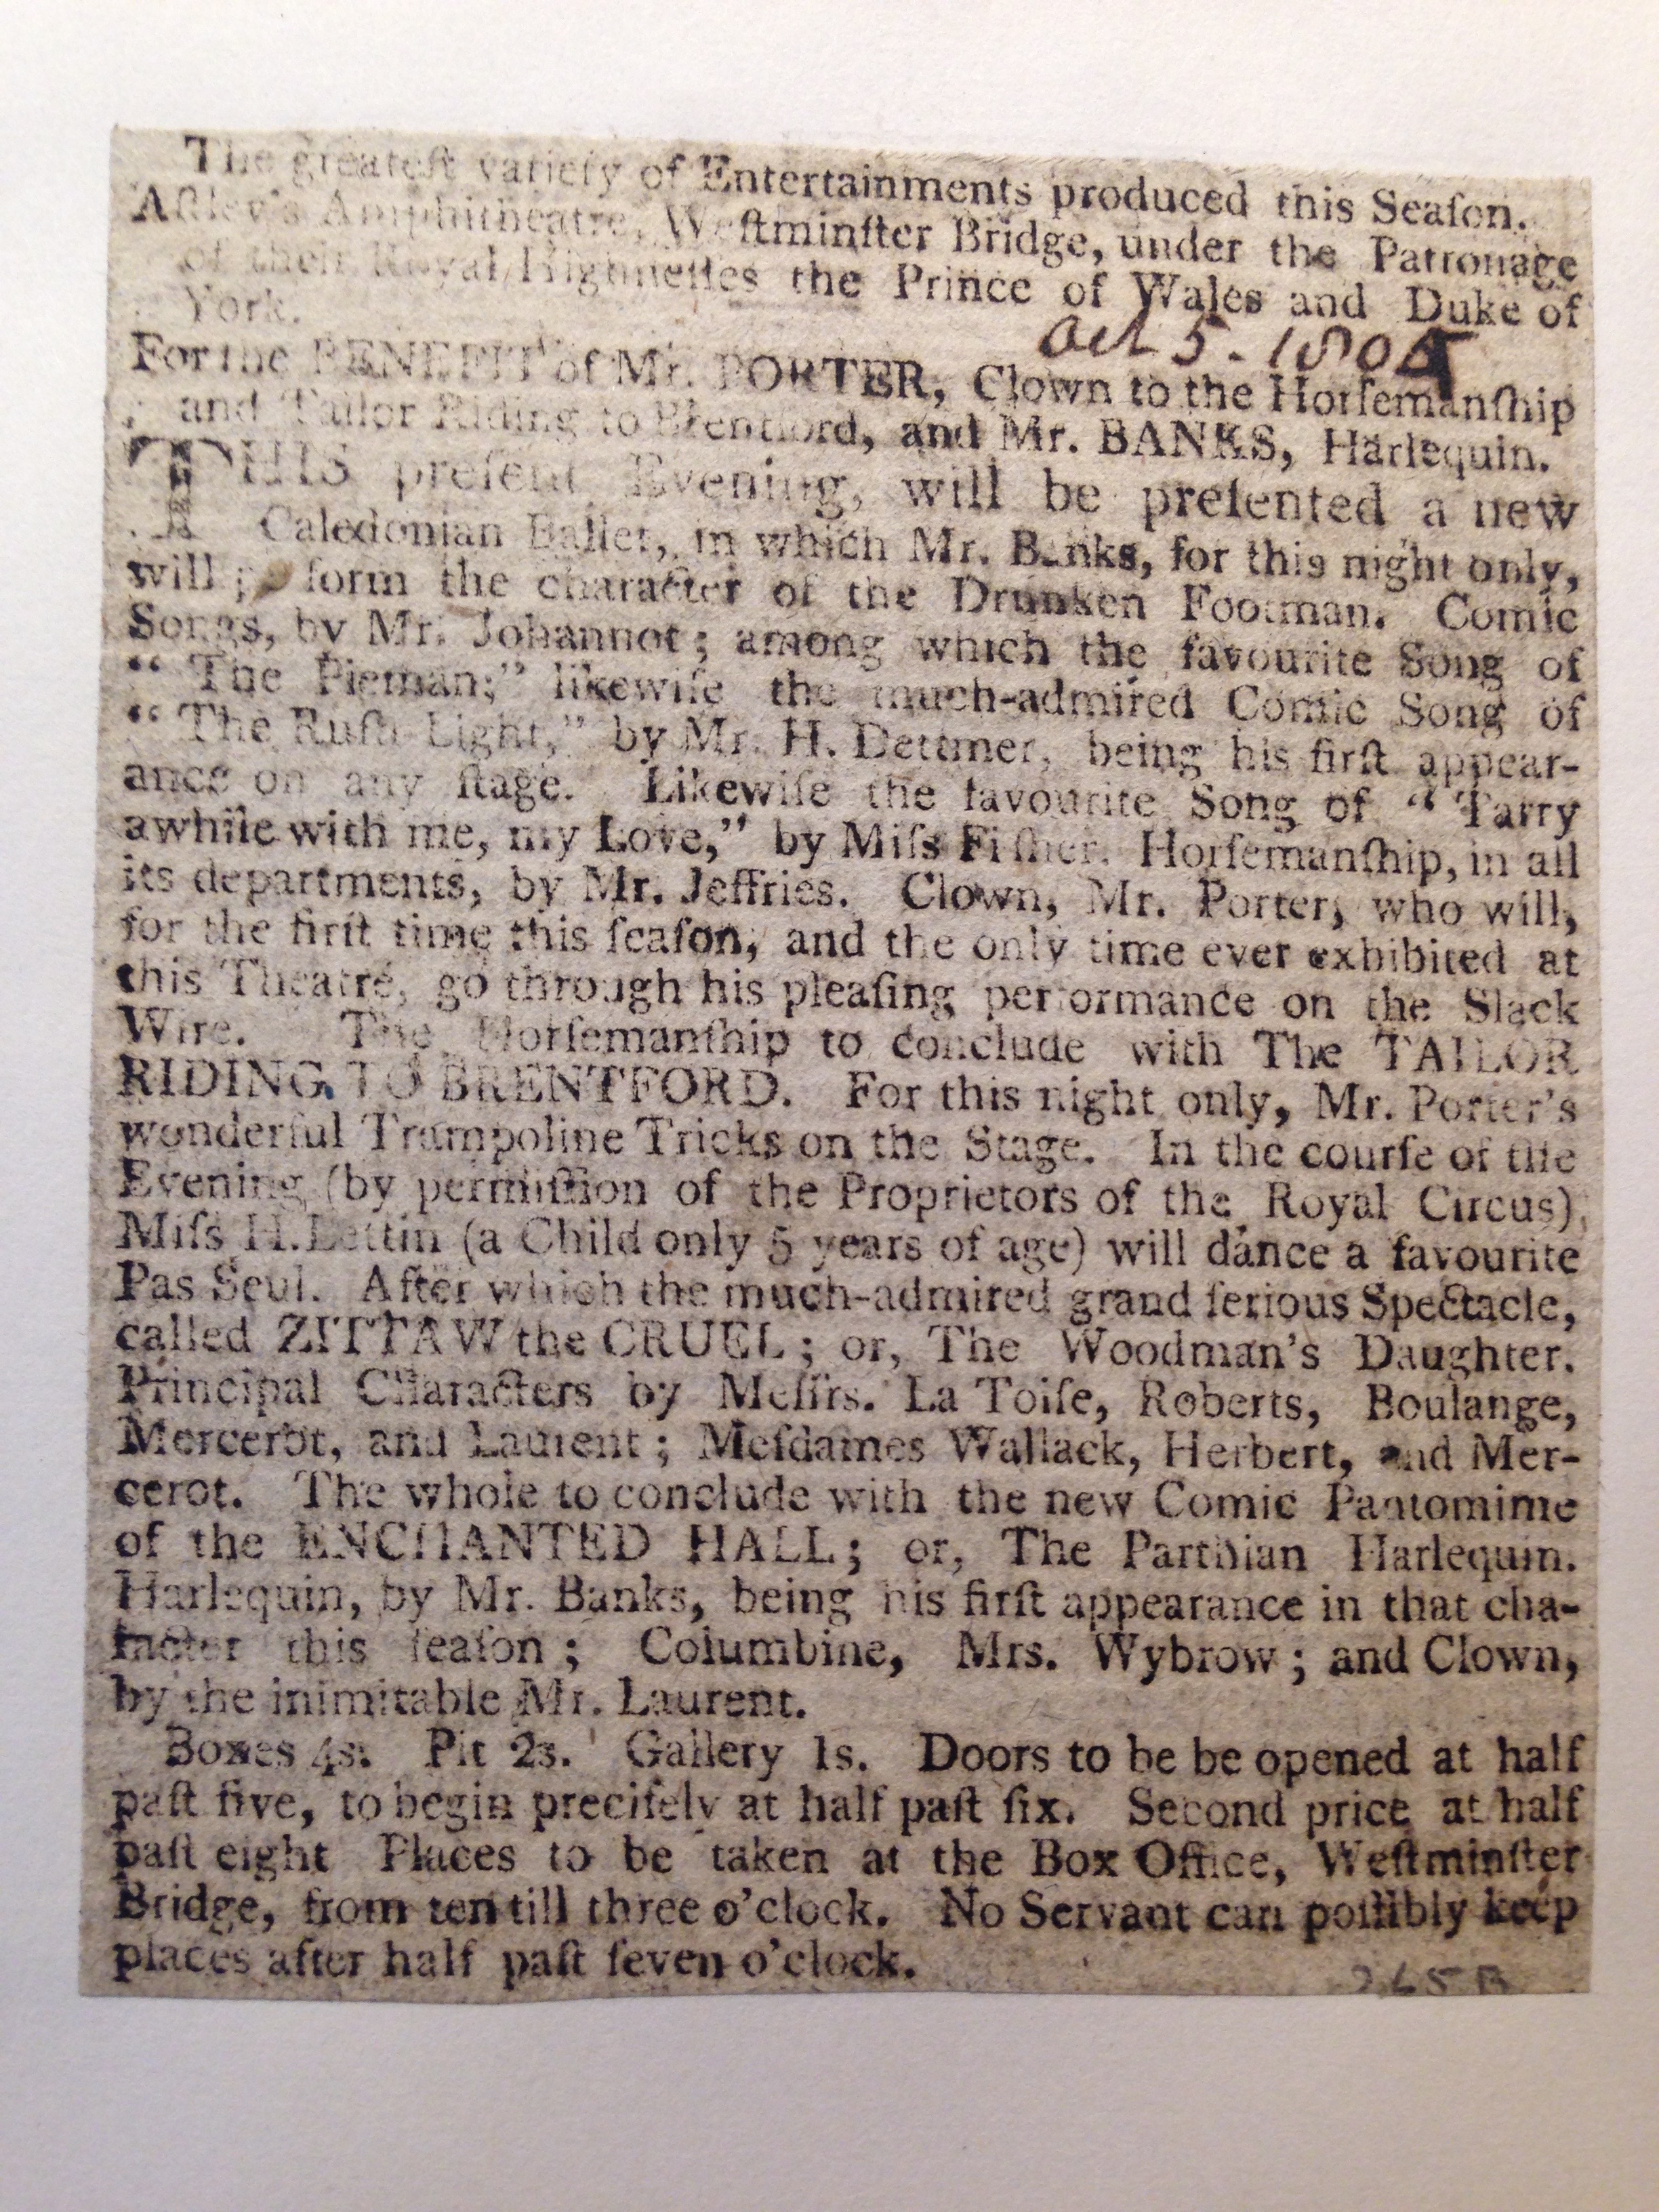 The greateſt variety of Entertainments produced this Seaſon.
Aſtley's Amphitheatre, Weſtminſter Bridge, under the Patronage
of their Royal Highneſſes the Prince of Wales and Duke of
York.
Oct 5. 1804
For the BENEFIT of Mr. PORTER, Clown to the Horſemanſhip
and Tailor Riding to Brentford, and Mr. BANKS, Harlequin.
THIS preſent Evening, will be preſented a new
Caledonian Ballet, in which Mr. Banks, for this night only,
will perform the character of the Drunken Footman. Comic
Songs, by Mr. Johannot; among which the favourite Song of
“ The Pieman;” likewiſe the much-admired Comic Song of
“ The Ruſh Light,” by Mr. H. Dettmer, being his firſt appear-
ance on any ſtage. Likewiſe the favourite Song of “ Tarry
awhile with me, my Love,” by Miſs Fiſher. Horſemanſhip, in all
its departments, by Mr. Jeffries. Clown, Mr. Porter, who will,
for the firſt time this ſeaſon, and the only time ever exhibited at
this Theatre, go through his pleaſing performance on the Slack
Wire. The Horſemanſhip to conclude with The TAILOR
RIDING TO BRENTFORD. For this night only, Mr. Porter's
wonderful Trampoline Tricks on the Stage. In the courſe of the
Evening (by permiſſion of the Proprietors of the Royal Circus),
Miſs H. (a Child only 5 years of age) will dance a favourite
Pas Seul. After which the much-admired grand ſerious Spectacle,
called ZITTAW the CRUEL; or, The Woodman's Daughter.
Principal Characters by Meſſrs. La Toiſe, Roberts, Boulange,
Mercerot, and Laurent; Meſdames Wallack, Herbert, and Mer-
cerot. The whole to conclude with the new Comic Pantomime
of the ENCHANTED HALL; or, The Parthian Harlequin.
Harlequin, by Mr. Banks, being his firſt appearance in that cha-
racter this ſeaſon; Columbine, Mrs. Wybrow; and Clown,
by the inimitable Mr. Laurent.
Boxes 4s. Pit 2s. Gallery 1s. Doors to be be opened at half
paſt five, to begin preciſely at half paſt ſix. Second price at half
paſt eight Places to be taken at the Box Office, Weſtminſter
Bridge, from ten till three o'clock. No Servant can poſſibly keep
places after half paſt ſeven o'clock.
265 B